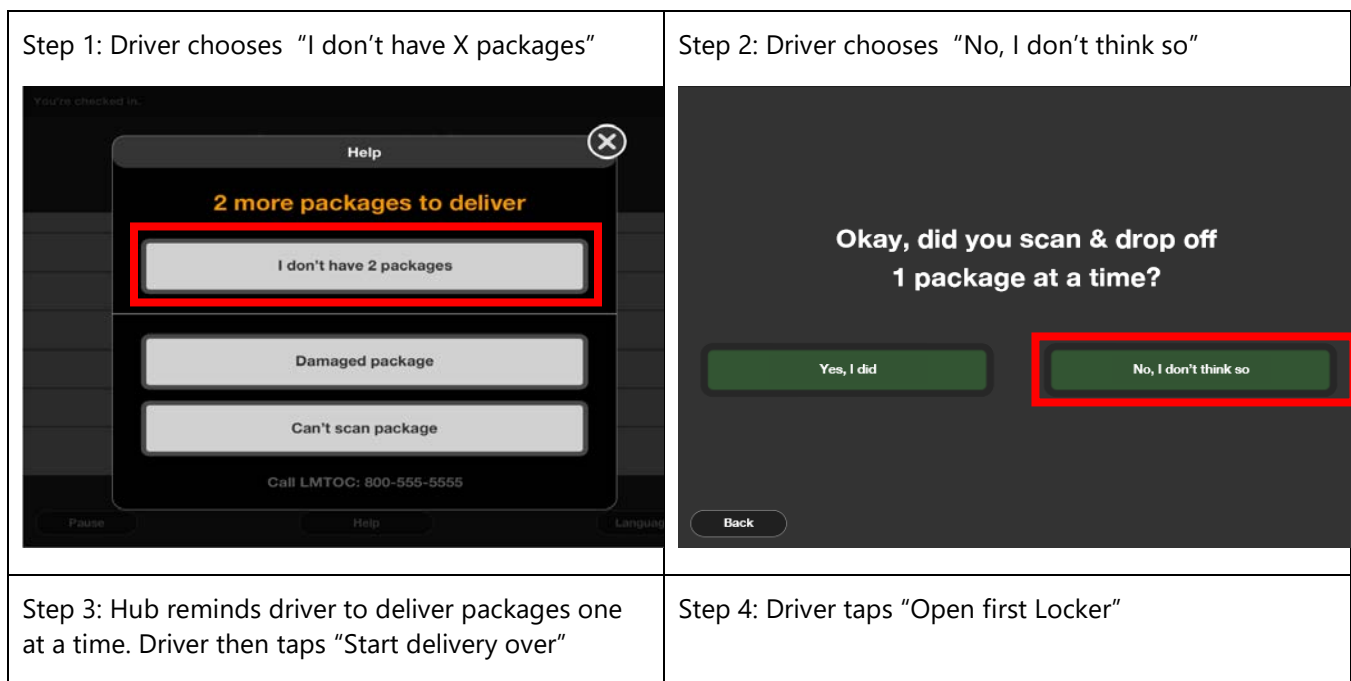 Step 1: Driver chooses “I don’t have X packages”
You're checked in.
Help
2 more packages to deliver
I don't have 2 packages
Damaged package
Can't scan package
Call LMTOC: 800-555-5555
Pause
Help
Languag
Step 2: Driver chooses “No, I don’t think so”
Okay, did you scan & drop off
1 package at a time?
Yes, I did
No, I don't think so
Back
Step 3: Hub reminds driver to deliver packages one
at a time. Driver then taps “Start delivery over”
Step 4: Driver taps “Open first Locker”